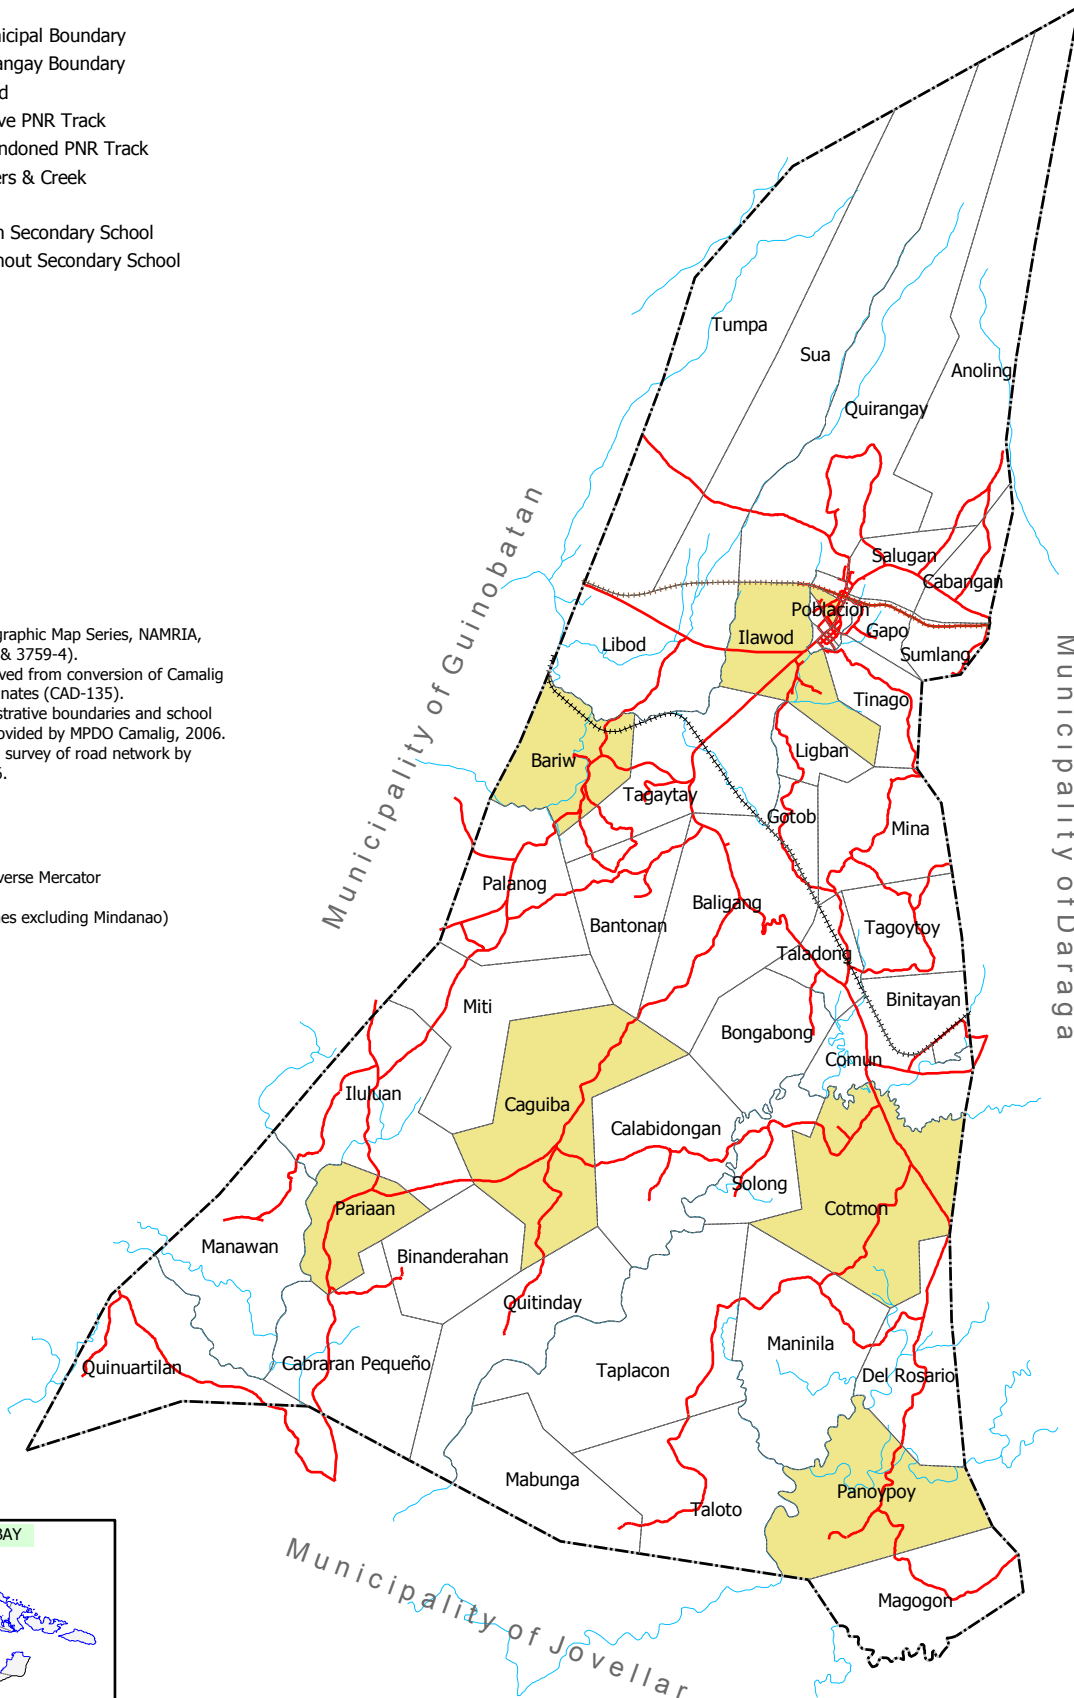 nicipal Boundary
angay Boundary
d
ve PNR Track
ndoned PNR Track
ers & Creek
h Secondary School
hout Secondary School
graphic Map Series, NAMRIA,
& 3759-4).
ved from conversion of Camalig
nates (CAD-135).
strative boundaries and school
ovided by MPDO Camalig, 2006.
survey of road network by
verse Mercator
es excluding Mindanao)
BAY
Municipality of Guinobatan
Municipality of Daraga
Municipality of Jovellar
Tumpa
Sua
Anoling
Quirangay
Salugan
Cabangan
Poblacion
Gapo
Ilawod
Libod
Sumlang
Tinago
Ligban
Bariw
Tagaytay
Gotob
Mina
Palanog
Baligang
Bantonan
Tagoytoy
Taladong
Binitayan
Miti
Bongabong
Comun
Iluluan
Caguiba
Calabidongan
Solong
Pariaan
Cotmon
Manawan
Binanderahan
Quitinday
Maninila
Quinuartilan
Cabraran Pequeño
Taplacon
Del Rosario
Mabunga
Panoypoy
Taloto
Magogon